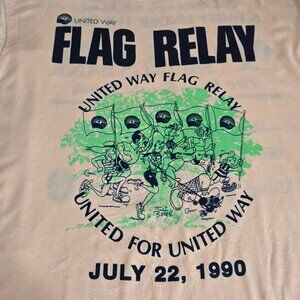 UNITED WAY
FLAG RELAY
UNITED WAY FLAG RELAY
UNITED FOR UNITED WAY
JULY 22, 1990